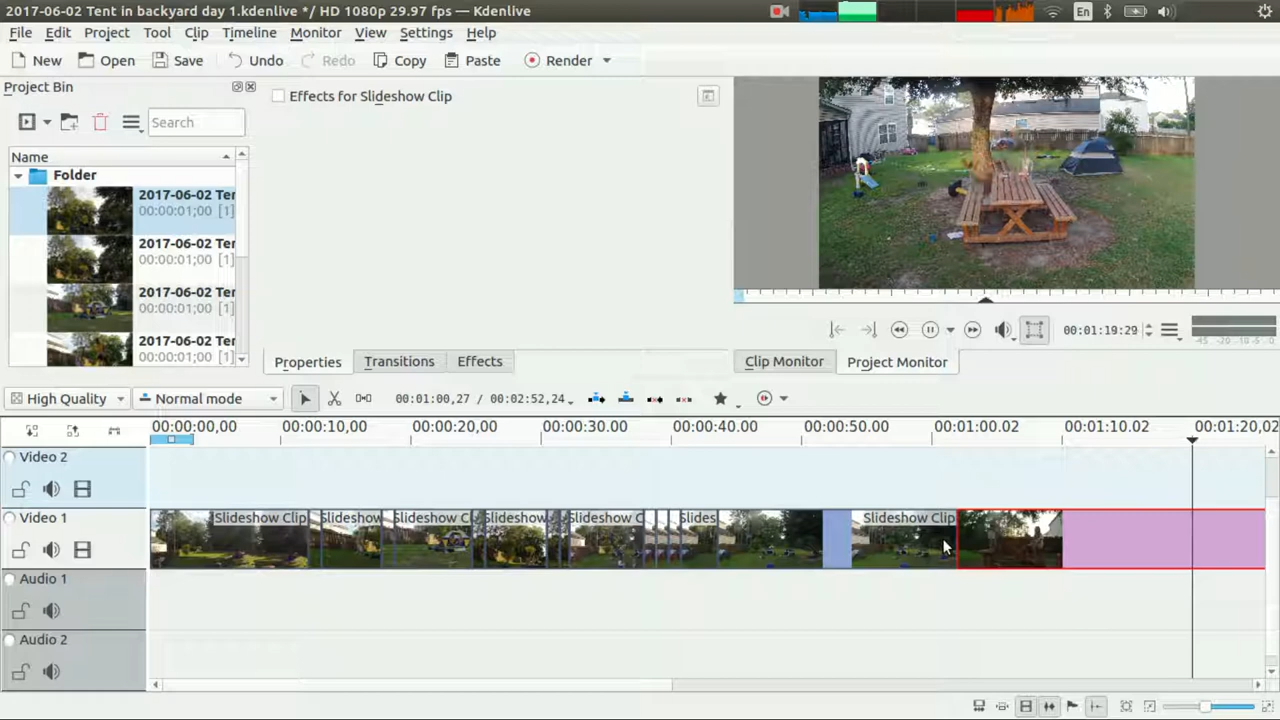 2017-06-02 Tent in backyard day 1.kdenlive */ HD 1080p 29.97 fps — Kdenlive
En
File Edit Project Tool Clip Timeline Monitor View Settings Help
New Open Save Undo Redo Copy Paste Render
Project Bin
Effects for Slideshow Clip
Search
Name
Folder
2017-06-02 Ter
00:00:01;00 [1]
2017-06-02 Ter
00:00:01;00 [1]
2017-06-02 Ter
00:00:01;00 [1]
2017-06-02 Ter
00:00:01;00 [1]
00:01:19:29
-45 -20 -18 -5 0
Properties Transitions Effects
Clip Monitor Project Monitor
High Quality Normal mode 00:01:00,27 / 00:02:52,24
00:00:00,00 00:00:10,00 00:00:20,00 00:00:30.00 00:00:40.00 00:00:50.00 00:01:00.02 00:01:10.02 00:01:20,02
Video 2
Video 1
Slideshow Clip Slideshow Slideshow C Slideshow Slideshow C Slides Slideshow Clip
Audio 1
Audio 2